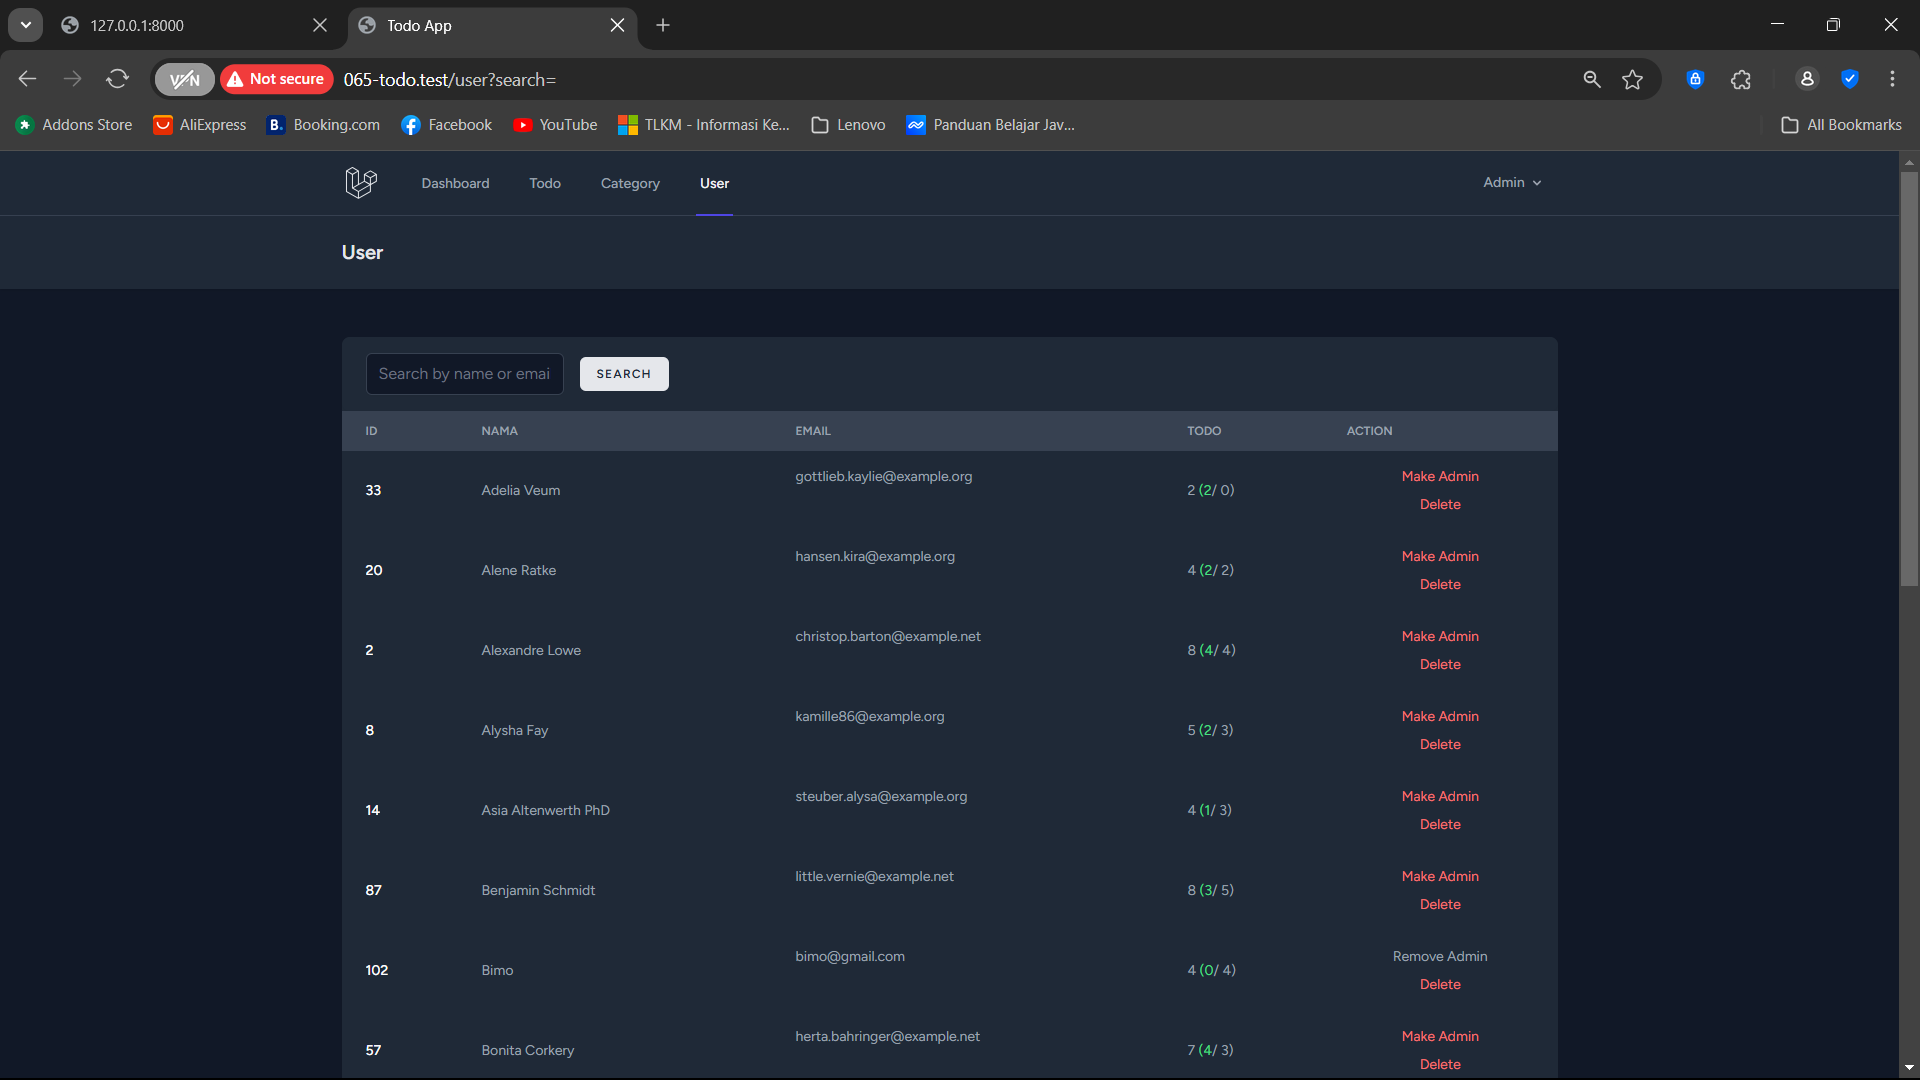 127.0.0.1:8000
Todo App
VPN
Not secure
065-todo.test/user?search=
Addons Store
AliExpress
B.
Booking.com
Facebook
YouTube
TLKM - Informasi Ke...
Lenovo
Panduan Belajar Jav...
All Bookmarks
Dashboard
Todo
Category
User
Admin
User
Search by name or emai
SEARCH
ID NAMA EMAIL TODO ACTION
33 Adelia Veum gottlieb.kaylie@example.org 2 (2/ 0) Make Admin
Delete
20 Alene Ratke hansen.kira@example.org 4 (2/ 2) Make Admin
Delete
2 Alexandre Lowe christop.barton@example.net 8 (4/ 4) Make Admin
Delete
8 Alysha Fay kamille86@example.org 5 (2/ 3) Make Admin
Delete
14 Asia Altenwerth PhD steuber.alysa@example.org 4 (1/ 3) Make Admin
Delete
87 Benjamin Schmidt little.vernie@example.net 8 (3/ 5) Make Admin
Delete
102 Bimo bimo@gmail.com 4 (0/ 4) Remove Admin
Delete
57 Bonita Corkery herta.bahringer@example.net 7 (4/ 3) Make Admin
Delete